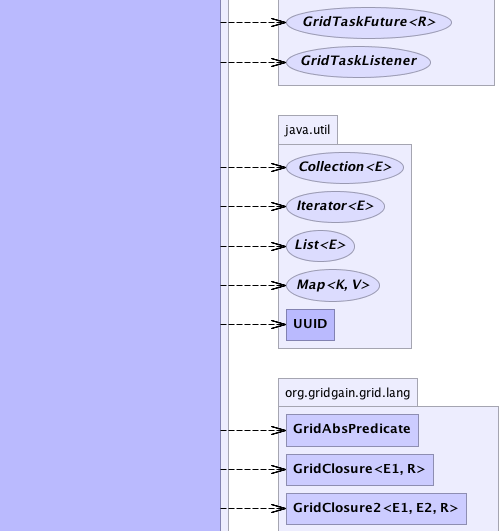 GridTaskFuture<R>
GridTaskListener
java.util
Collection<E>
Iterator<E>
List<E>
Map<K, V>
UUID
org.gridgain.grid.lang
GridAbsPredicate
GridClosure<E1, R>
GridClosure2<E1, E2, R>